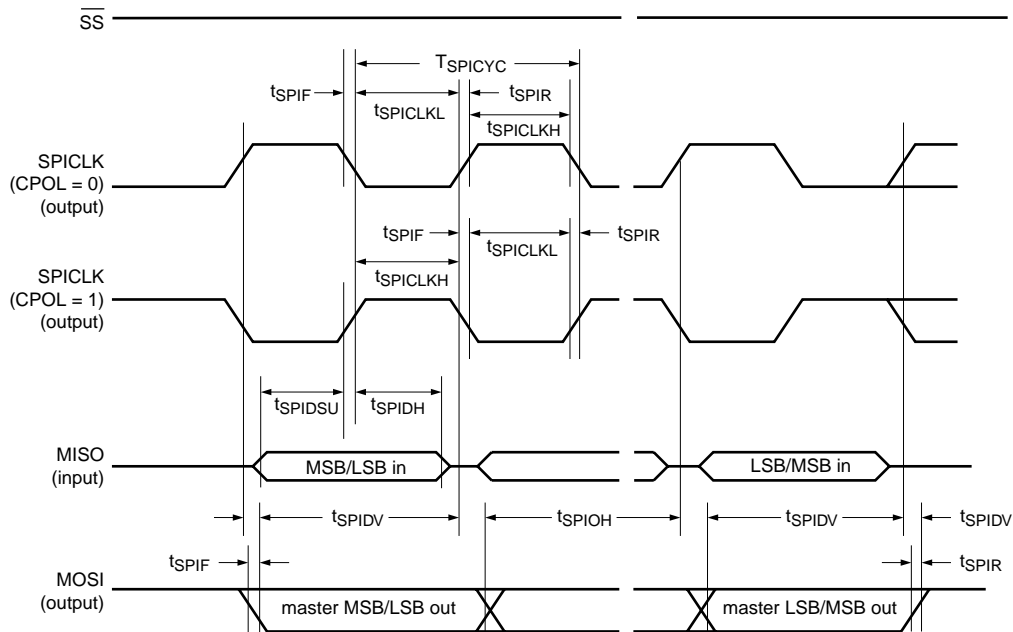 SS
TSPICYC
tSPIF
tSPIR
tSPICLKL
tSPICLKH
SPICLK
(CPOL = 0)
(output)
tSPIF
tSPICLKL
tSPIR
tSPICLKH
SPICLK
(CPOL = 1)
(output)
tSPIDSU
tSPIDH
MISO
(input)
MSB/LSB in
LSB/MSB in
tSPIDV
tSPIOH
tSPIDV
tSPIDV
tSPIF
tSPIR
MOSI
(output)
master MSB/LSB out
master LSB/MSB out